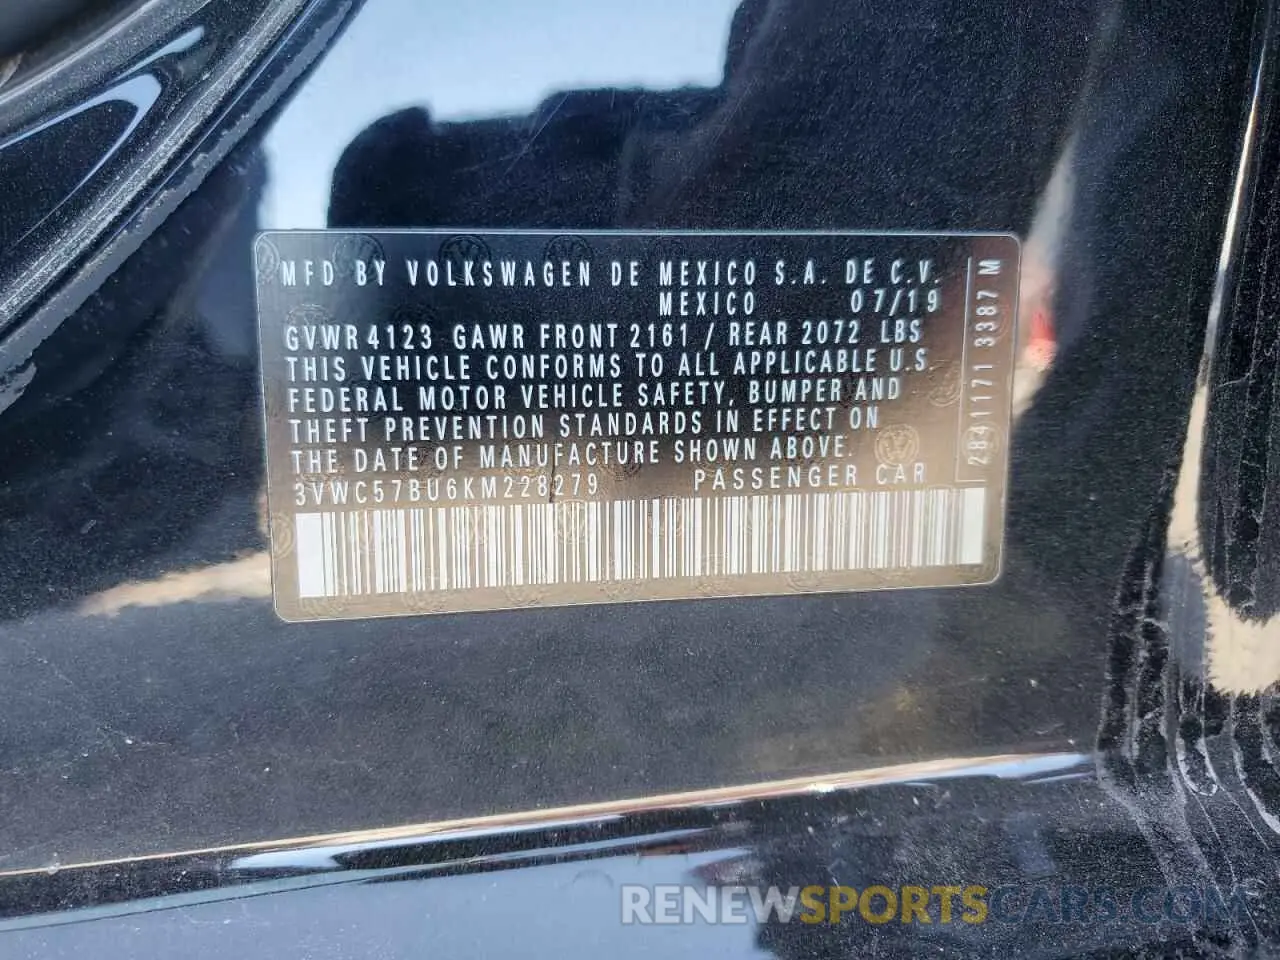 MFD BY VOLKSWAGEN DE MEXICO S.A. DE C.V.
MEXICO 07/19
GVWR 4123 GAWR FRONT 2161 / REAR 2072 LBS
THIS VEHICLE CONFORMS TO ALL APPLICABLE U.S.
FEDERAL MOTOR VEHICLE SAFETY, BUMPER AND
THEFT PREVENTION STANDARDS IN EFFECT ON
THE DATE OF MANUFACTURE SHOWN ABOVE.
3VWC57BU6KM228279 PASSENGER CAR
2841171 3387 M
RENEWSPORTSCARS.COM